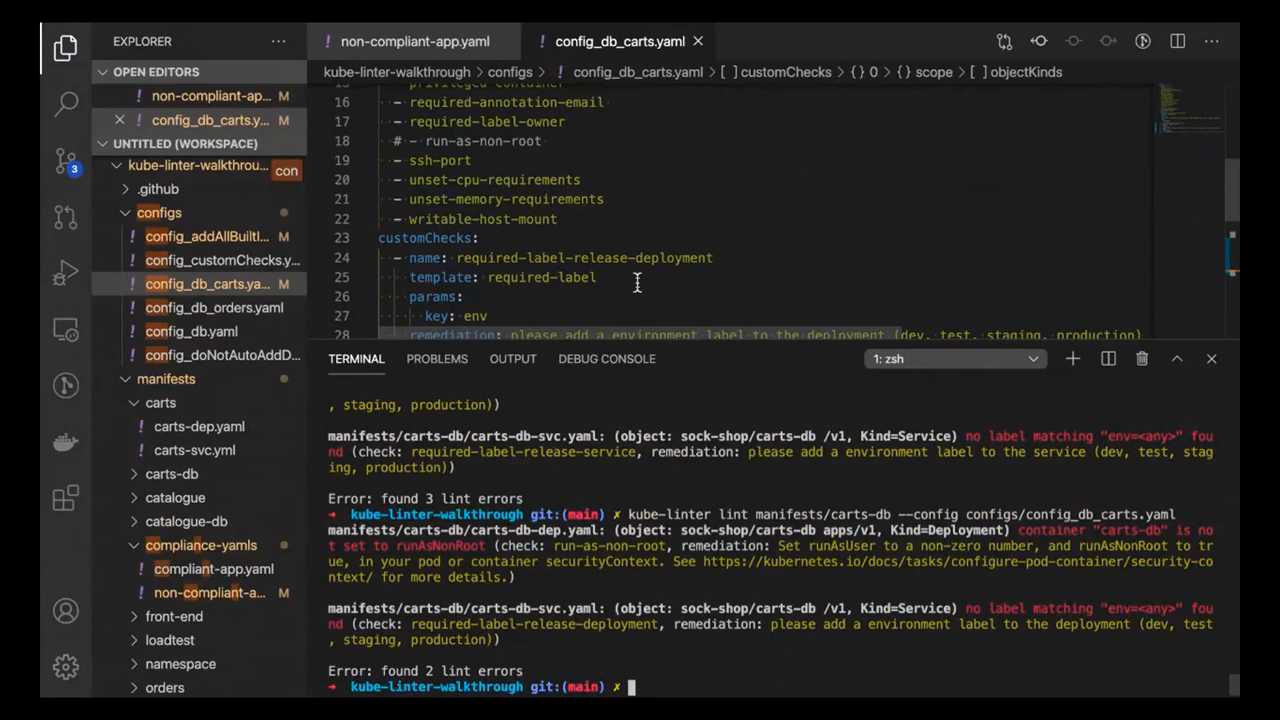 EXPLORER
···
non-compliant-app.yaml
config_db_carts.yaml
OPEN EDITORS
non-compliant-ap... M
config_db_carts.y... M
UNTITLED (WORKSPACE)
kube-linter-walkthrou...
con
.github
configs
config_addAllBuiltI... M
config_customChecks.y...
config_db_carts.ya... M
config_db_orders.yaml
config_db.yaml
config_doNotAutoAddD...
manifests
carts
carts-dep.yaml
carts-svc.yml
carts-db
catalogue
catalogue-db
compliance-yamls
compliant-app.yaml
non-compliant-a... M
front-end
loadtest
namespace
orders
3
kube-linter-walkthrough > configs > ! config_db_carts.yaml > [ ] customChecks > {} 0 > {} scope > [ ] objectKinds
16 - required-annotation-email
17 - required-label-owner
18 # - run-as-non-root
19 - ssh-port
20 - unset-cpu-requirements
21 - unset-memory-requirements
22 - writable-host-mount
23 customChecks:
24 - name: required-label-release-deployment
25 template: required-label
26 params:
27 key: env
28 remediation: please add a environment label to the deployment (dev, test, staging, production)
TERMINAL PROBLEMS OUTPUT DEBUG CONSOLE
1: zsh
, staging, production))
manifests/carts-db/carts-db-svc.yaml: (object: sock-shop/carts-db /v1, Kind=Service) no label matching "env=<any>" fou
nd (check: required-label-release-service, remediation: please add a environment label to the service (dev, test, stag
ing, production))
Error: found 3 lint errors
➜ kube-linter-walkthrough git:(main) ✗ kube-linter lint manifests/carts-db --config configs/config_db_carts.yaml
manifests/carts-db/carts-db-dep.yaml: (object: sock-shop/carts-db apps/v1, Kind=Deployment) container "carts-db" is no
t set to runAsNonRoot (check: run-as-non-root, remediation: Set runAsUser to a non-zero number, and runAsNonRoot to tr
ue, in your pod or container securityContext. See https://kubernetes.io/docs/tasks/configure-pod-container/security-co
ntext/ for more details.)
manifests/carts-db/carts-db-svc.yaml: (object: sock-shop/carts-db /v1, Kind=Service) no label matching "env=<any>" fou
nd (check: required-label-release-deployment, remediation: please add a environment label to the deployment (dev, test
, staging, production))
Error: found 2 lint errors
➜ kube-linter-walkthrough git:(main) ✗